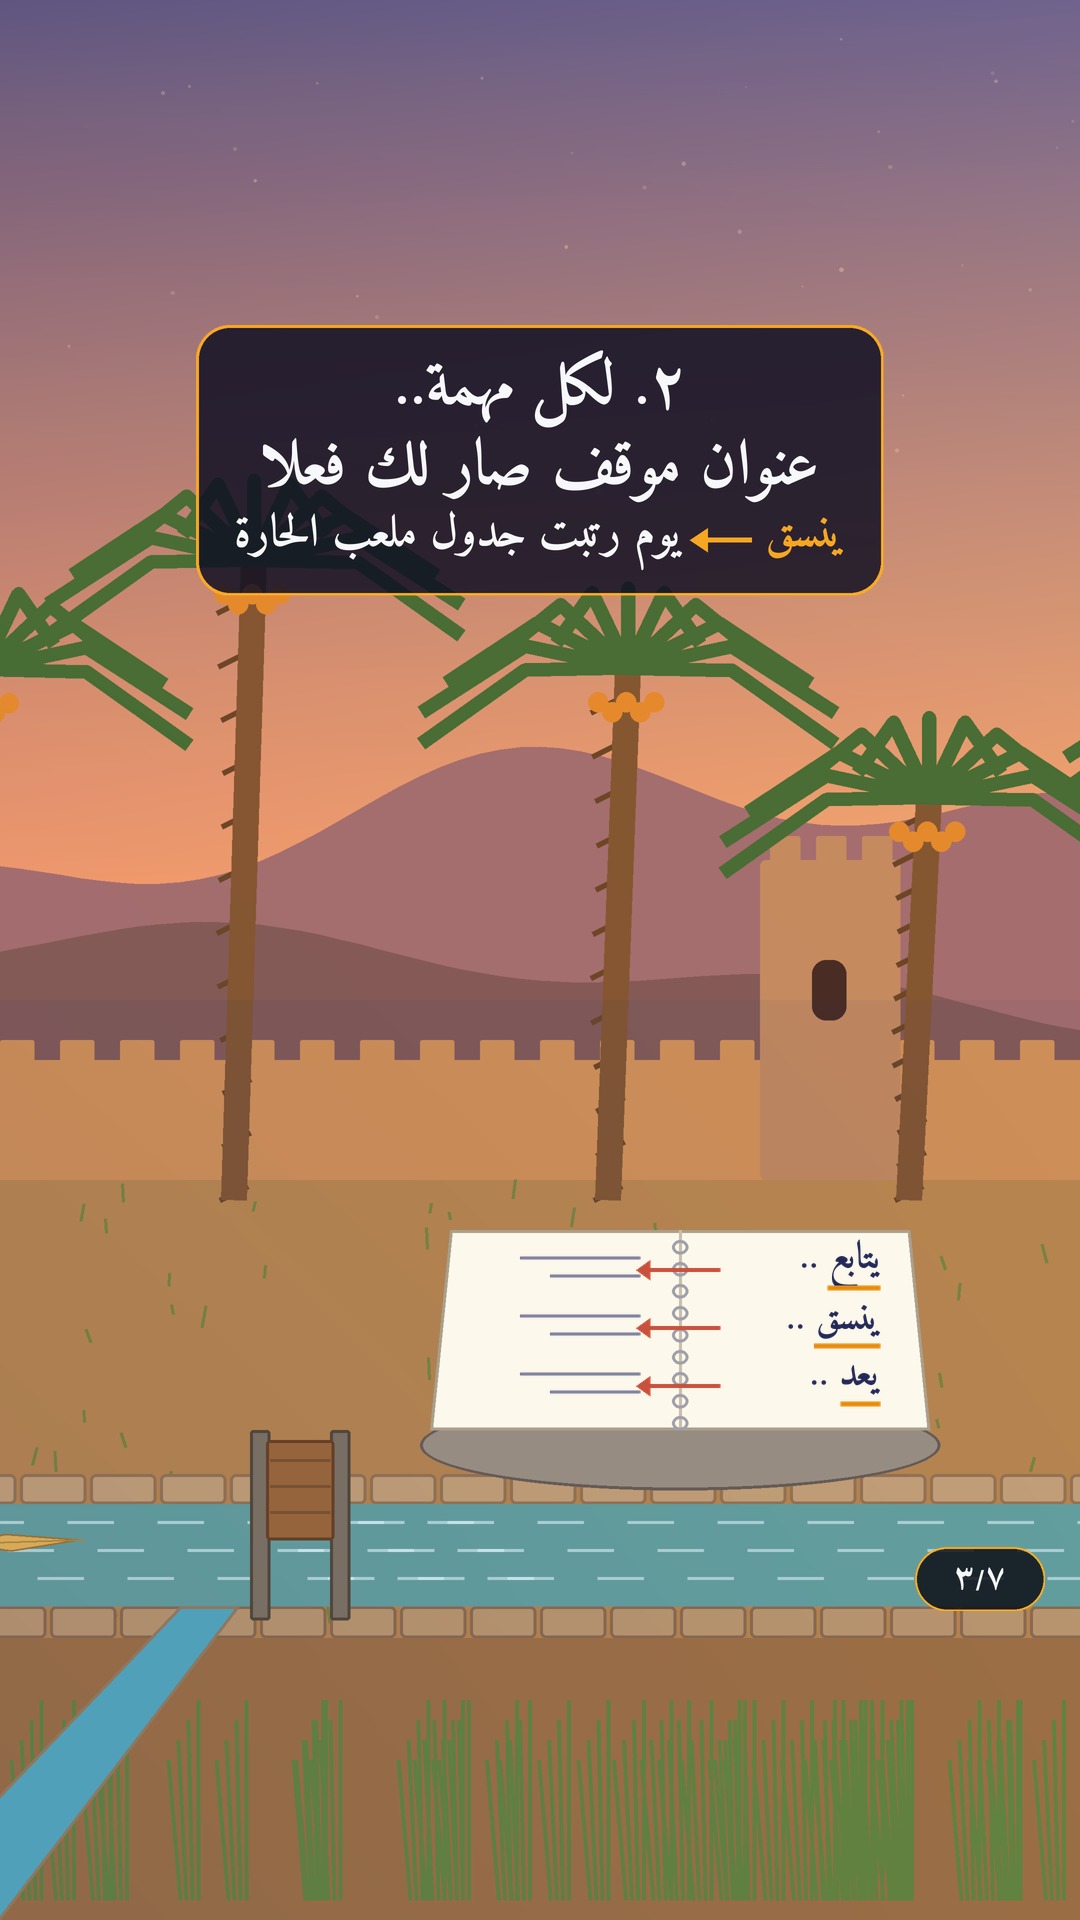 ٢. لكل مهمة..
عنوان موقف صار لك فعلا
ينسق ← يوم رتبت جدول ملعب الحارة
يتابع ..
ينسق ..
يعد ..
٣/٧